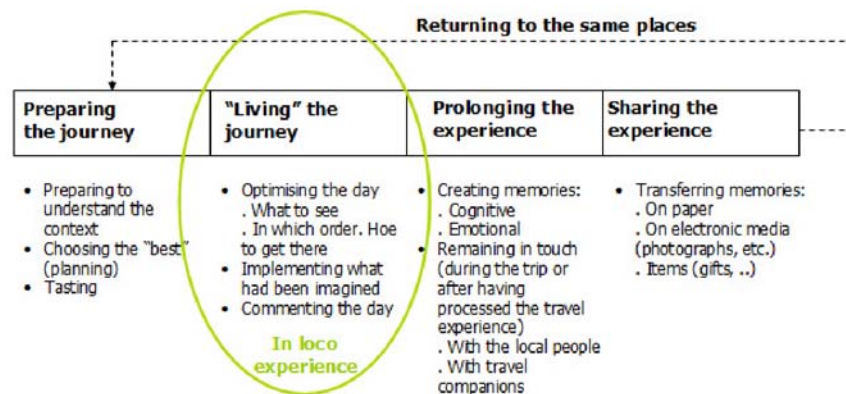 Returning to the same places
Preparing
the journey
"Living" the
journey
Prolonging the
experience
Sharing the
experience
• Preparing to
understand the
context
• Choosing the "best"
(planning)
• Tasting
• Optimising the day
. What to see
. In which order. Hoe
to get there
• Implementing what
had been imagined
• Commenting the day
In loco
experience
• Creating memories:
. Cognitive
. Emotional
• Remaining in touch
(during the trip or
after having
processed the travel
experience)
. With the local people
. With travel
companions
• Transferring memories:
. On paper
. On electronic media
(photographs, etc.)
. Items (gifts, ..)